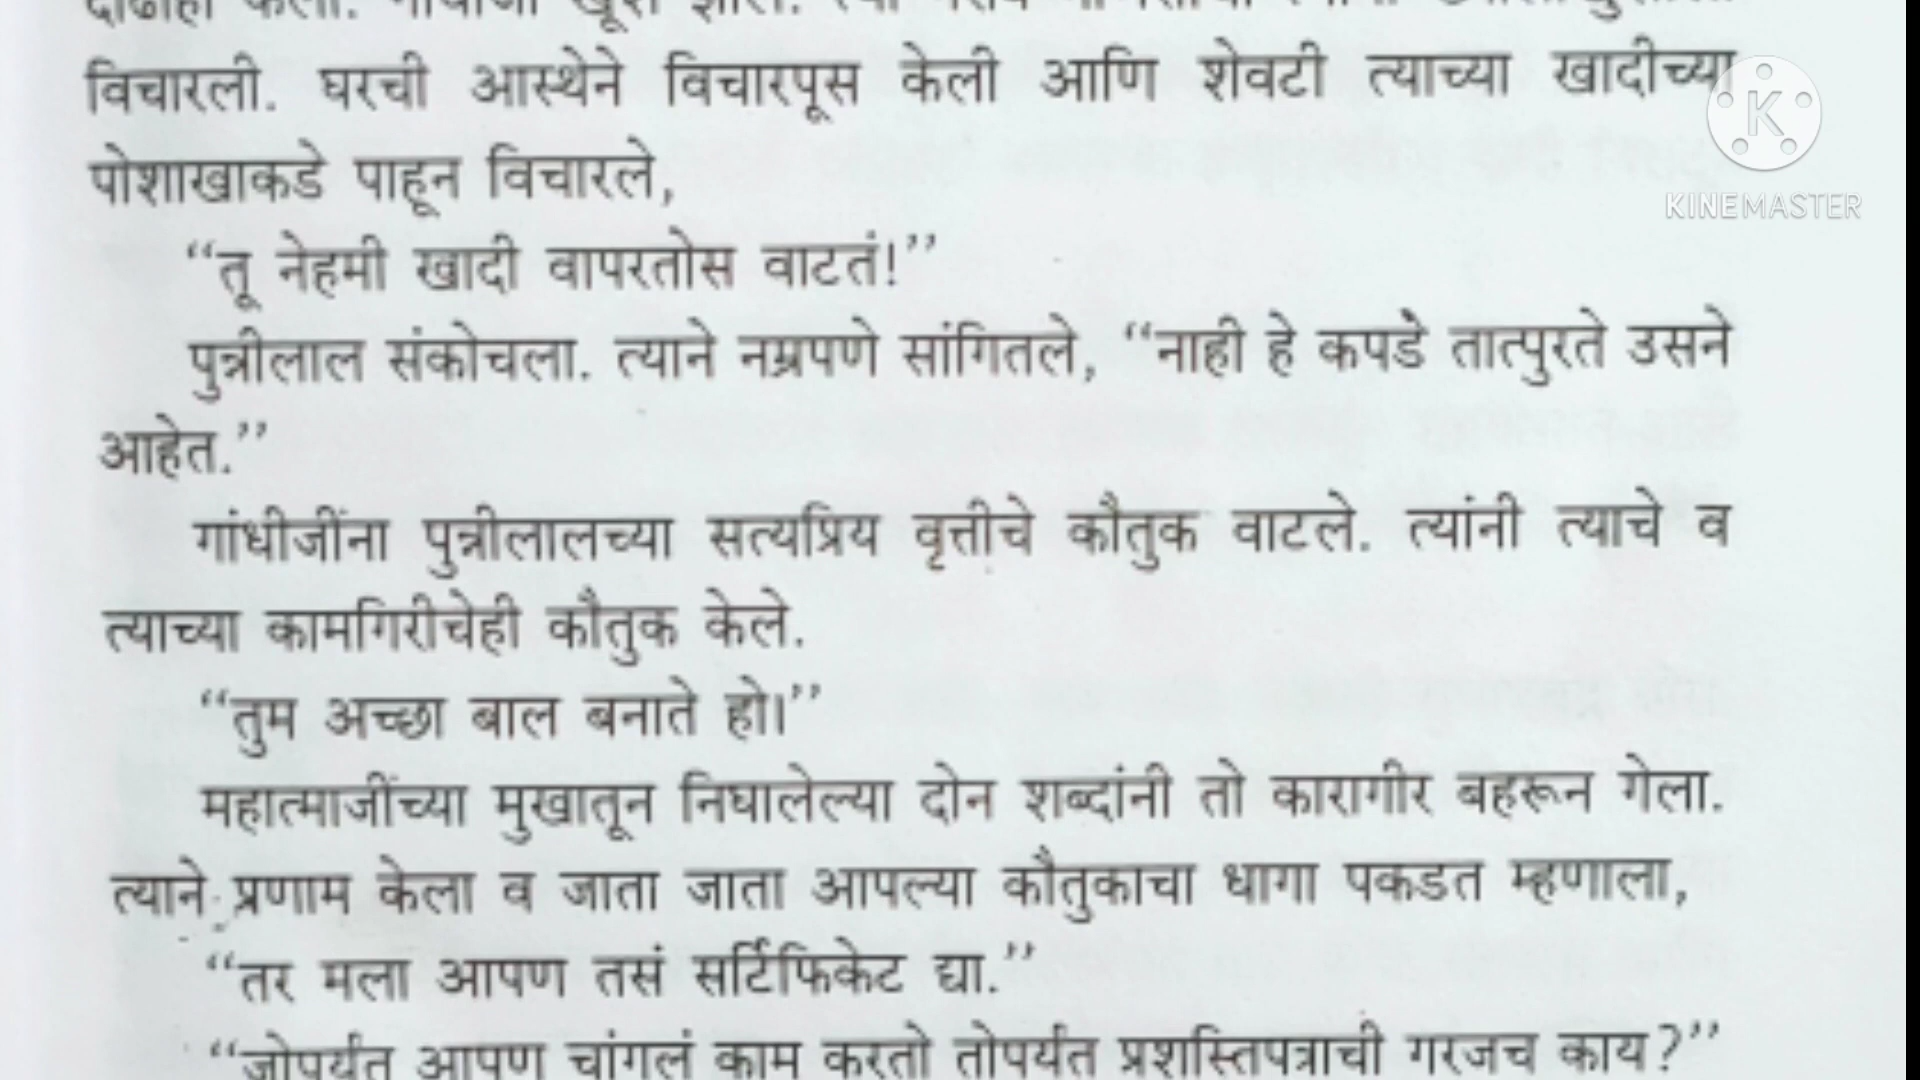 विचारली. घरची आस्थेने विचारपूस केली आणि शेवटी त्याच्या खादीच्या
पोशाखाकडे पाहून विचारले,
“तू नेहमी खादी वापरतोस वाटतं!”
पुन्नीलाल संकोचला. त्याने नम्रपणे सांगितले, “नाही हे कपडे तात्पुरते उसने
आहेत.”
गांधीजींना पुन्नीलालच्या सत्यप्रिय वृत्तीचे कौतुक वाटले. त्यांनी त्याचे व
त्याच्या कामगिरीचेही कौतुक केले.
“तुम अच्छा बाल बनाते हो।”
महात्माजींच्या मुखातून निघालेल्या दोन शब्दांनी तो कारागीर बहरून गेला.
त्याने प्रणाम केला व जाता जाता आपल्या कौतुकाचा धागा पकडत म्हणाला,
“तर मला आपण तसं सर्टिफिकेट द्या.”
“जोपर्यंत आपण चांगलं काम करतो तोपर्यंत प्रशस्तिपत्राची गरजच काय?”
K
KINEMASTER